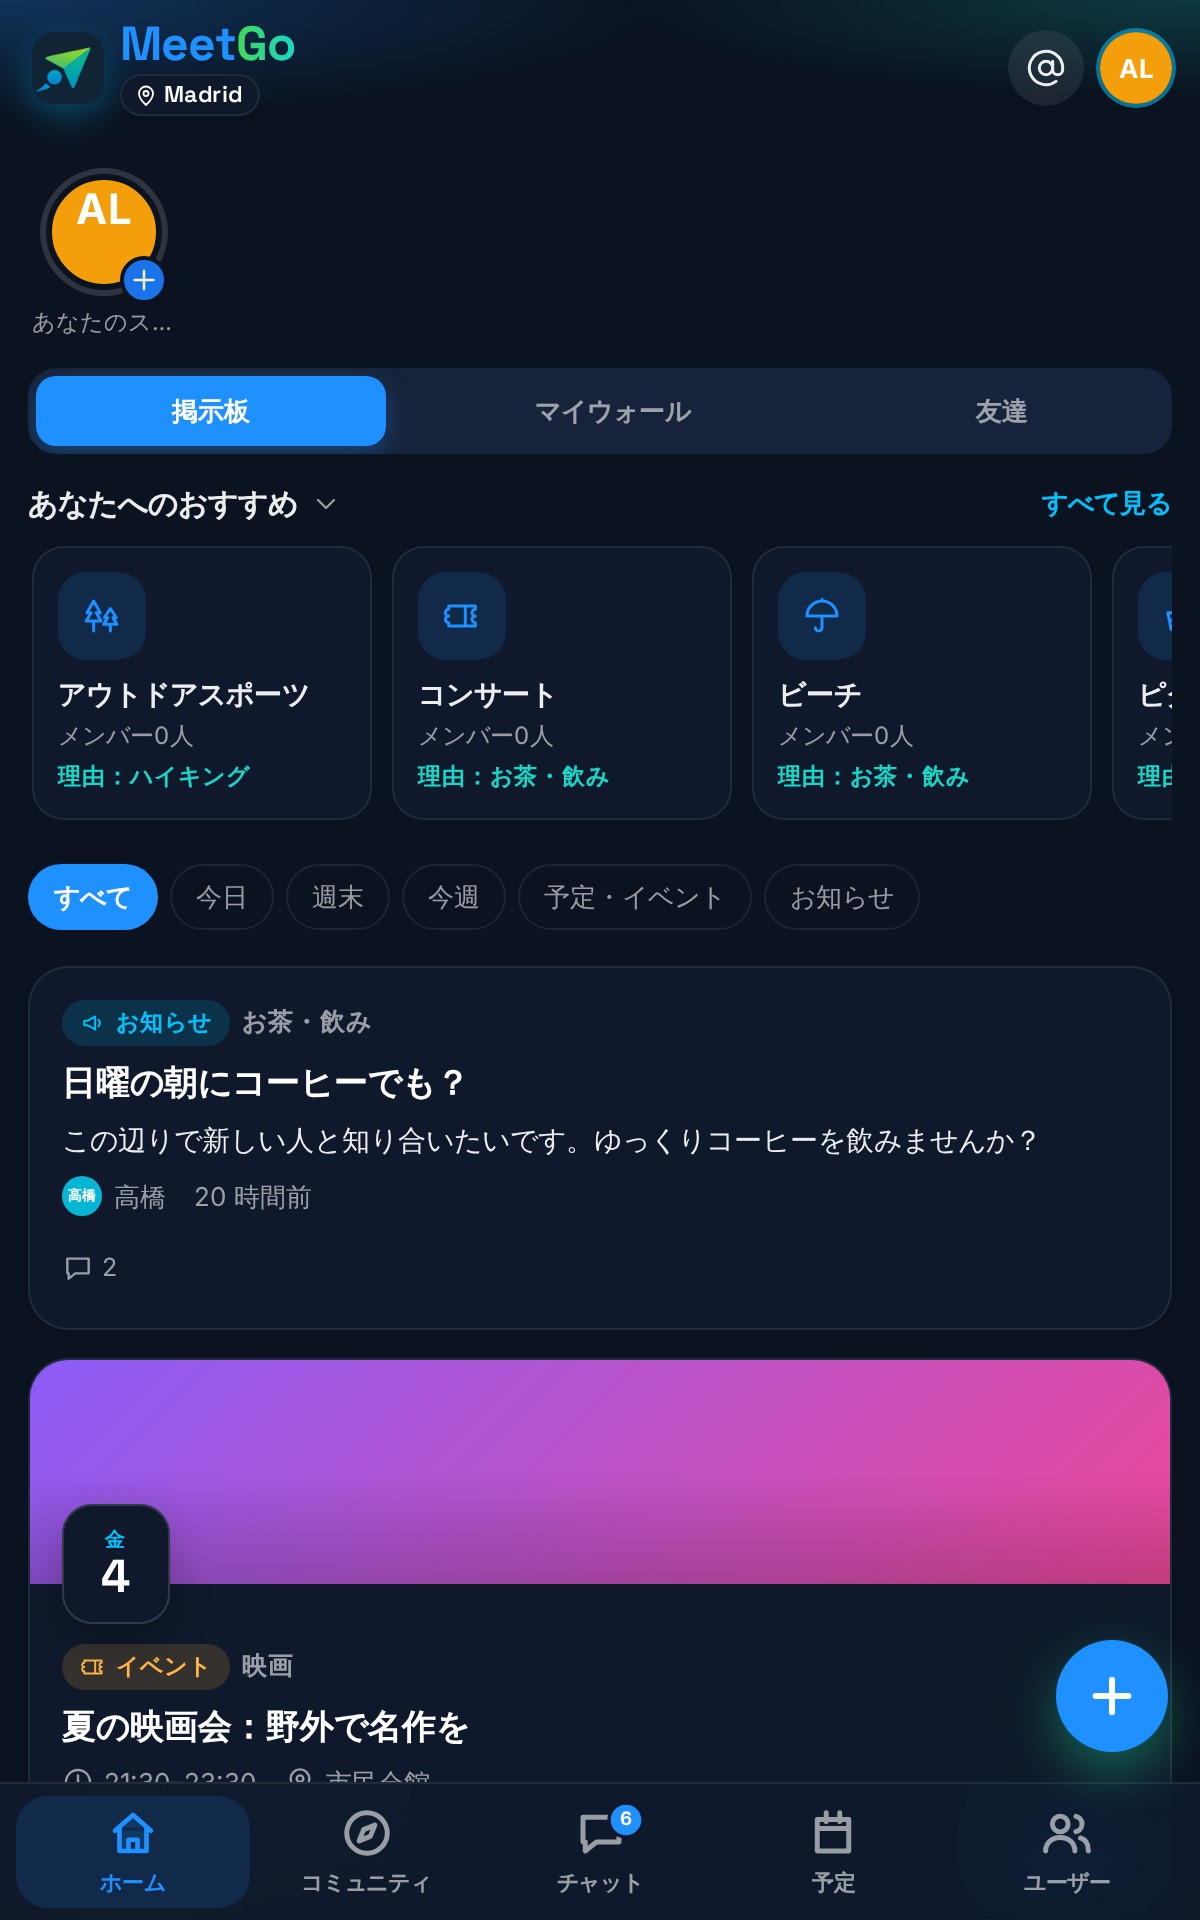 MeetGo
Madrid
AL
AL
あなたのス...
掲示板
マイウォール
友達
あなたへのおすすめ
すべて見る
アウトドアスポーツ
メンバー0人
理由：ハイキング
コンサート
メンバー0人
理由：お茶・飲み
ビーチ
メンバー0人
理由：お茶・飲み
すべて
今日
週末
今週
予定・イベント
お知らせ
お知らせ お茶・飲み
日曜の朝にコーヒーでも？
この辺りで新しい人と知り合いたいです。ゆっくりコーヒーを飲みませんか？
高橋 高橋 20 時間前
2
金
4
イベント 映画
夏の映画会：野外で名作を
21:30–23:30 市民会館
ホーム
コミュニティ
6
チャット
予定
ユーザー